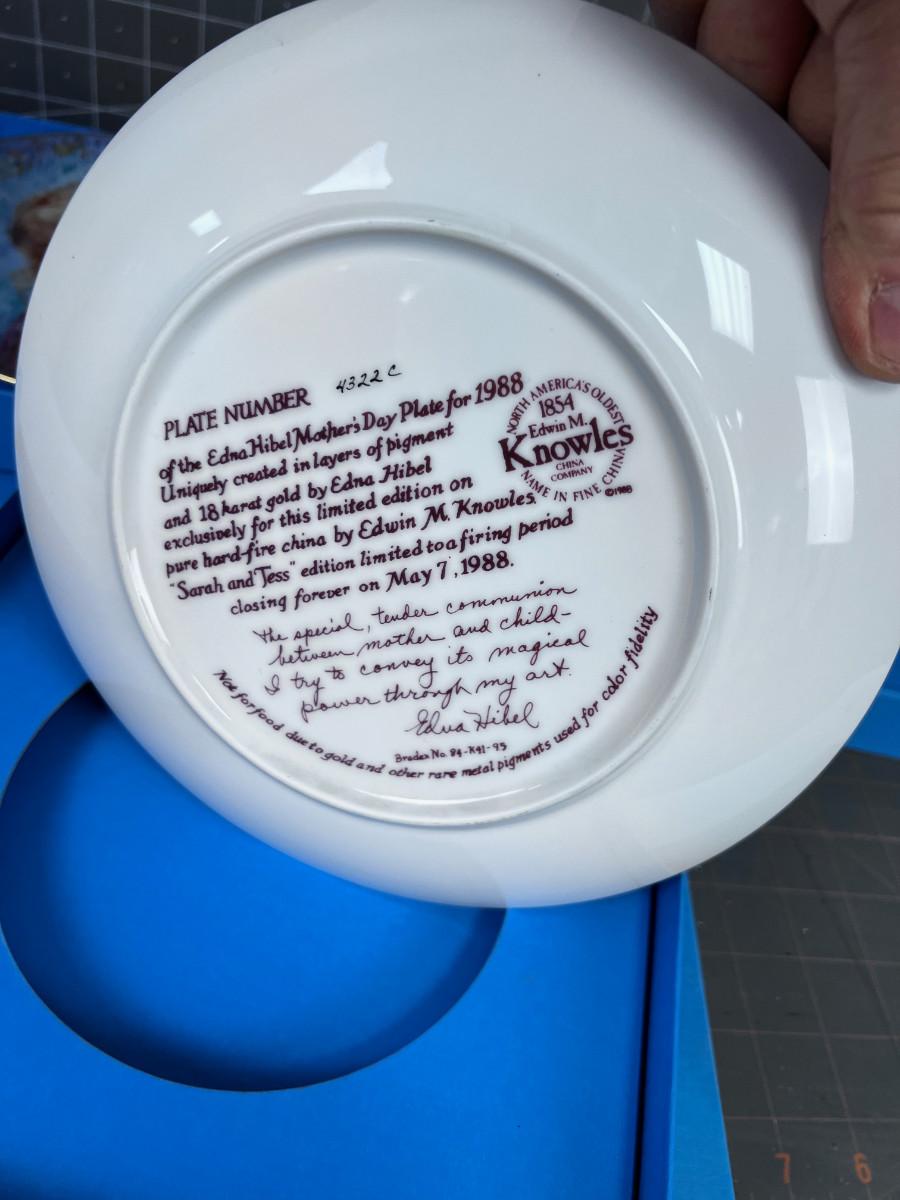 PLATE NUMBER 4322 C
of the Edna Hibel Mother's Day Plate for 1988
Uniquely created in layers of pigment
and 18 karat gold by Edna Hibel
exclusively for this limited edition on
pure hard-fire china by Edwin M. Knowles.
"Sarah and Tess" edition limited to a firing period
closing forever on May 7, 1988.
NORTH AMERICA'S OLDEST
1854
Edwin M.
Knowles
CHINA
COMPANY
NAME IN FINE CHINA
©1988
The special, tender communion
between mother and child-
I try to convey its magical
power through my art.
Edna Hibel
Bradex No. 84-K41-95
Not for food due to gold and other rare metal pigments used for color fidelity
7 6